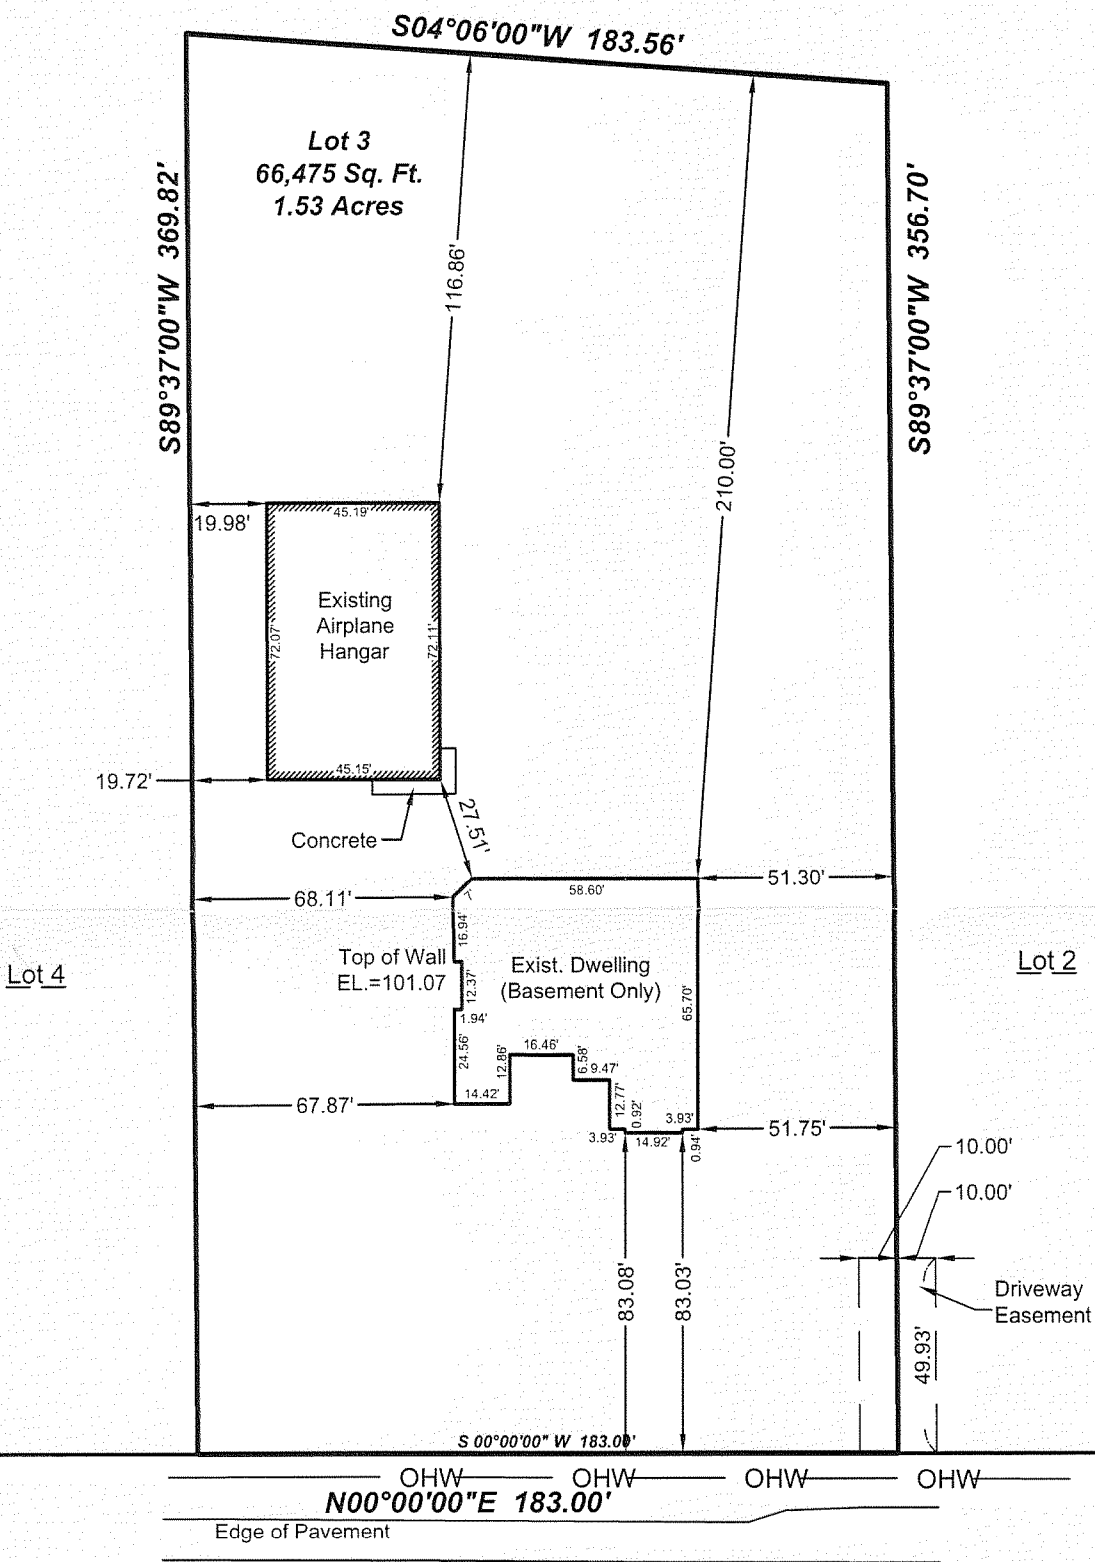 S04°06'00"W 183.56'
Lot 3
66,475 Sq. Ft.
1.53 Acres
S89°37'00"W 369.82'
S89°37'00"W 356.70'
116.86'
210.00'
19.98'
45.19'
Existing
Airplane
Hangar
72.07'
72.11'
45.15'
19.72'
Concrete
27.51'
68.11'
58.60'
51.30'
16.94'
Top of Wall
EL.=101.07
12.37'
1.94'
Exist. Dwelling
(Basement Only)
65.70'
Lot 4
Lot 2
24.56'
16.46'
12.86'
6.58'
9.47'
14.42'
12.77'
0.92'
3.93'
3.93'
14.92'
0.94'
67.87'
51.75'
10.00'
10.00'
83.08'
83.03'
Driveway
Easement
49.93'
S 00°00'00" W 183.00'
OHW OHW OHW OHW
N00°00'00"E 183.00'
Edge of Pavement